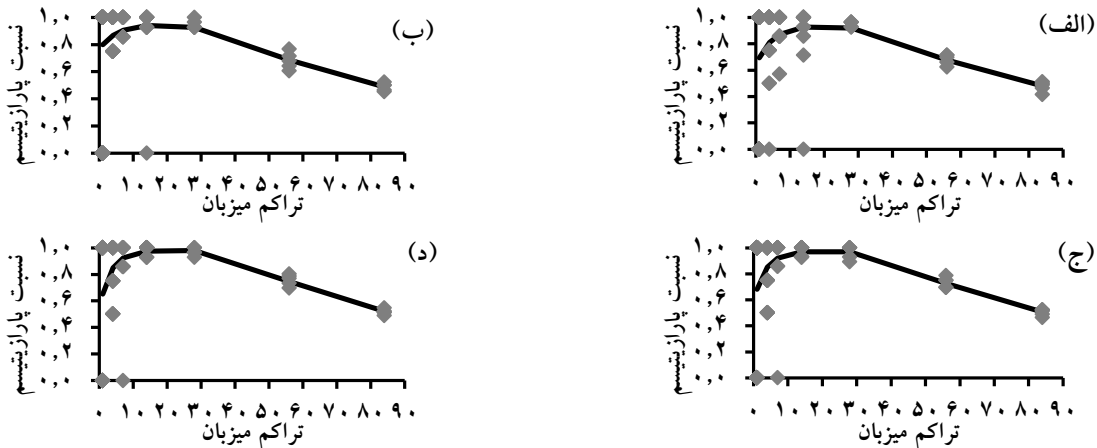 (الف)
نسبت پارازیتیسم
۱٫۰
۰٫۸
۰٫۶
۰٫۴
۰٫۲
۰٫۰
۰ ۱۰ ۲۰ ۳۰ ۴۰ ۵۰ ۶۰ ۷۰ ۸۰ ۹۰
تراکم میزبان
(ب)
نسبت پارازیتیسم
۱٫۰
۰٫۸
۰٫۶
۰٫۴
۰٫۲
۰٫۰
۰ ۱۰ ۲۰ ۳۰ ۴۰ ۵۰ ۶۰ ۷۰ ۸۰ ۹۰
تراکم میزبان
(ج)
نسبت پارازیتیسم
۱٫۰
۰٫۸
۰٫۶
۰٫۴
۰٫۲
۰٫۰
۰ ۱۰ ۲۰ ۳۰ ۴۰ ۵۰ ۶۰ ۷۰ ۸۰ ۹۰
تراکم میزبان
(د)
نسبت پارازیتیسم
۱٫۰
۰٫۸
۰٫۶
۰٫۴
۰٫۲
۰٫۰
۰ ۱۰ ۲۰ ۳۰ ۴۰ ۵۰ ۶۰ ۷۰ ۸۰ ۹۰
تراکم میزبان